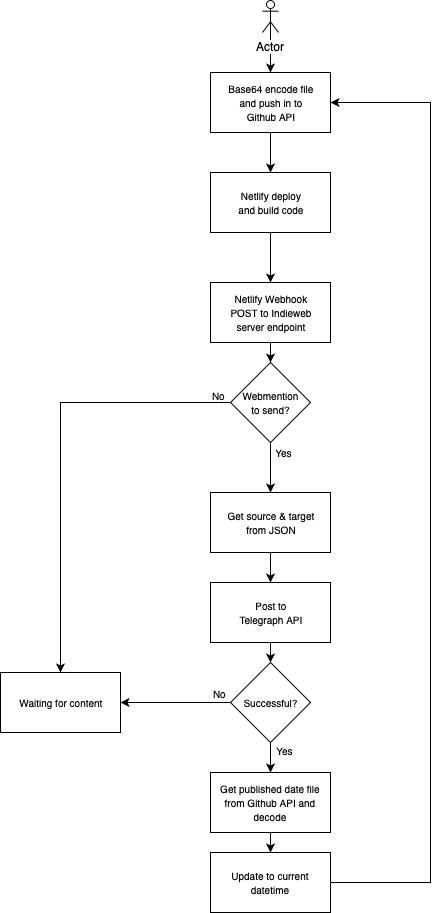 Actor
Base64 encode file
and push in to
Github API
Netlify deploy
and build code
Netlify Webhook
POST to Indieweb
server endpoint
No
Webmention
to send?
Yes
Get source & target
from JSON
Post to
Telegraph API
Waiting for content
No
Successful?
Yes
Get published date file
from Github API and
decode
Update to current
datetime